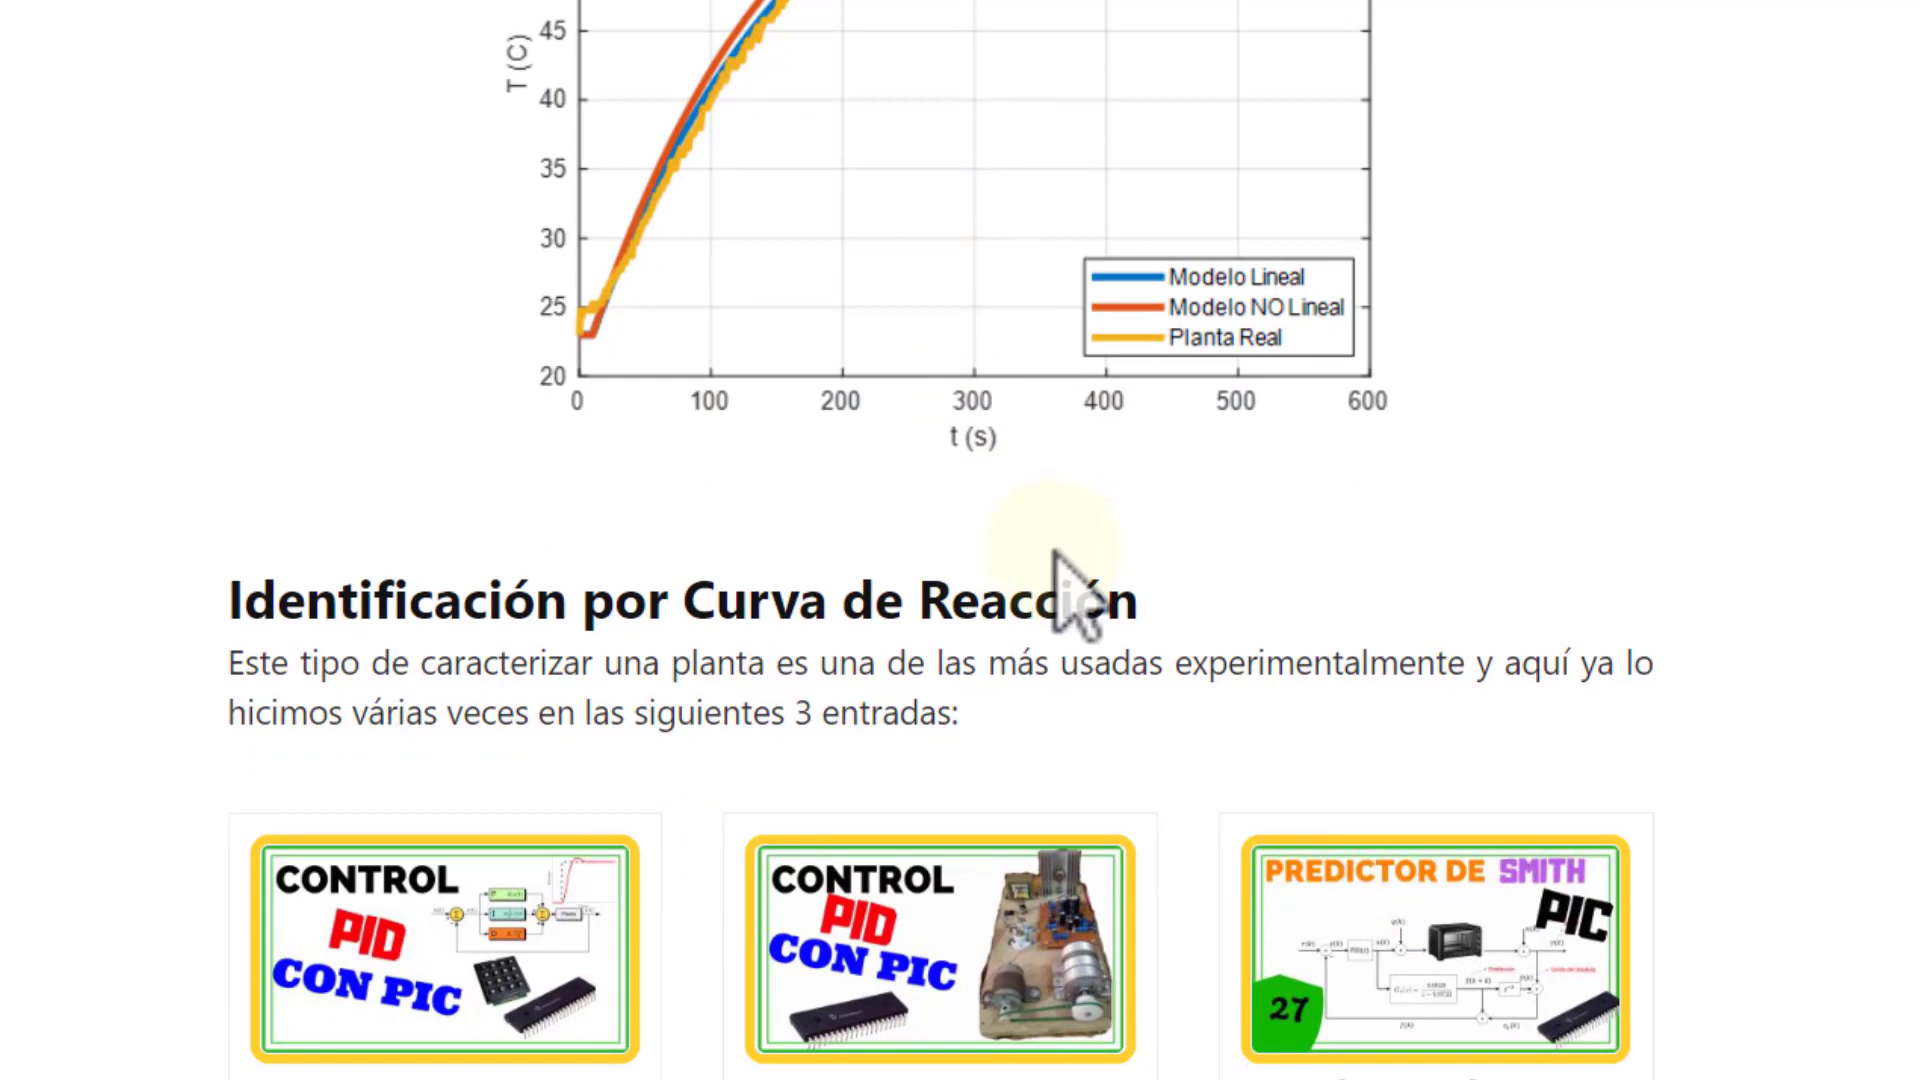 45
T (C)
40
35
30
25
20
Modelo Lineal
Modelo NO Lineal
Planta Real
0 100 200 300 400 500 600
t (s)
Identificación por Curva de Reacción
Este tipo de caracterizar una planta es una de las más usadas experimentalmente y aquí ya lo
hicimos várias veces en las siguientes 3 entradas:
CONTROL
PID
CON PIC
CONTROL
PID
CON PIC
PREDICTOR DE SMITH
PIC
27